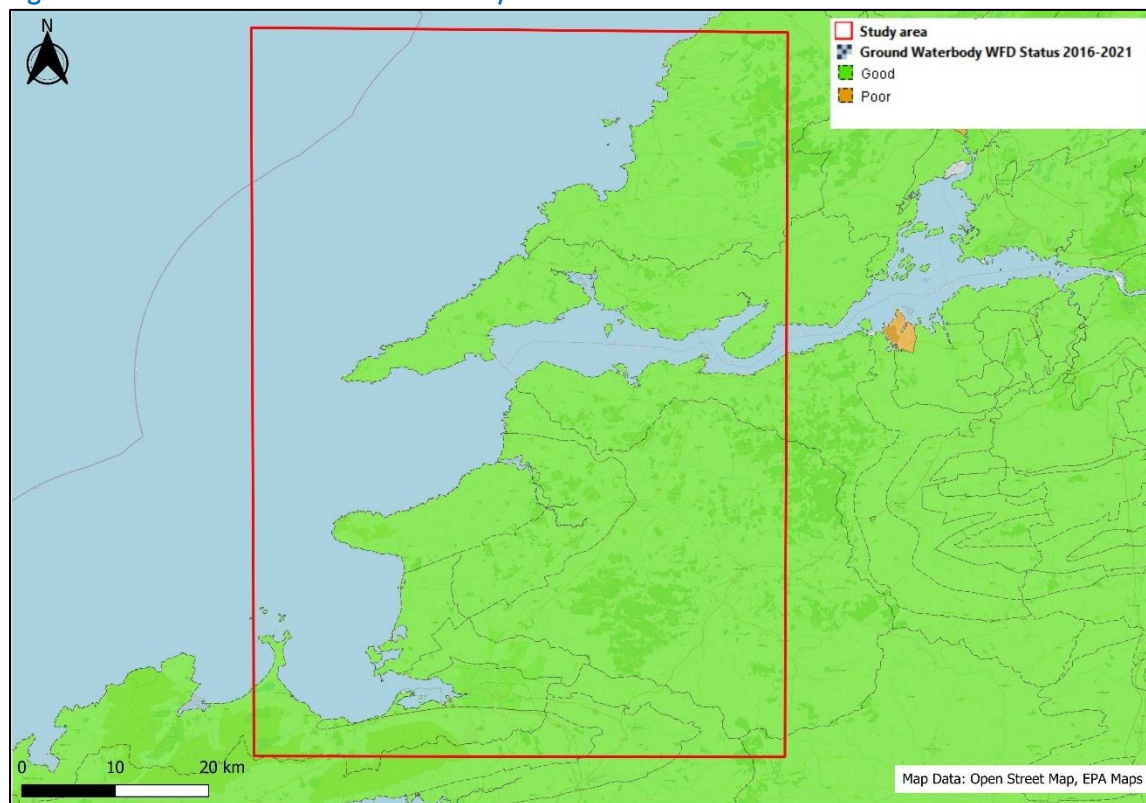 N
Study area
Ground Waterbody WFD Status 2016-2021
Good
Poor
0 10 20 km
Map Data: Open Street Map, EPA Maps